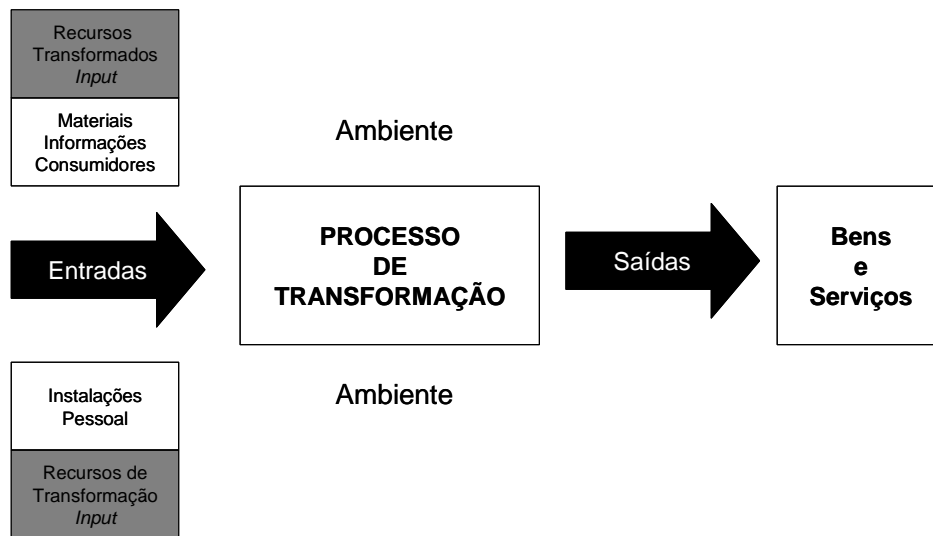 Recursos
Transformados
Input
Materiais
Informações
Consumidores
Ambiente
Entradas
PROCESSO
DE
TRANSFORMAÇÃO
Saídas
Bens
e
Serviços
Instalações
Pessoal
Ambiente
Recursos de
Transformação
Input